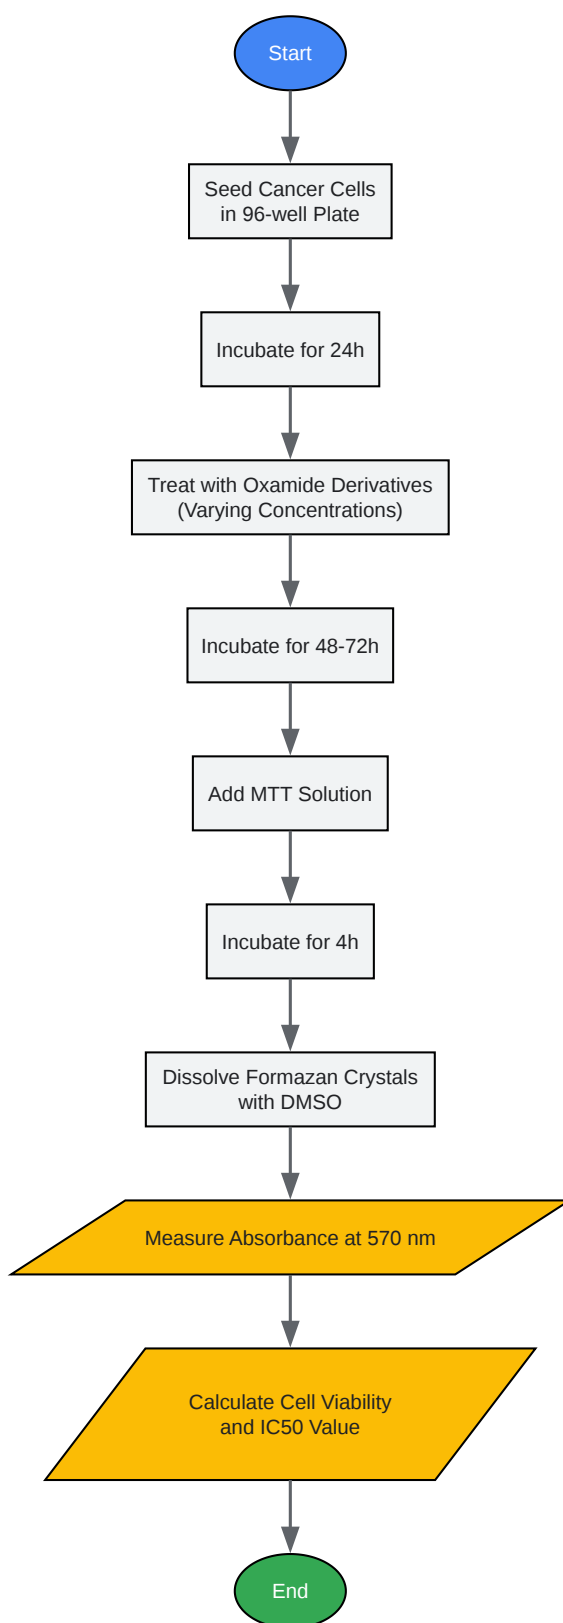 Start
Seed Cancer Cells
in 96-well Plate
Incubate for 24h
Treat with Oxamide Derivatives
(Varying Concentrations)
Incubate for 48-72h
Add MTT Solution
Incubate for 4h
Dissolve Formazan Crystals
with DMSO
Measure Absorbance at 570 nm
Calculate Cell Viability
and IC50 Value
End